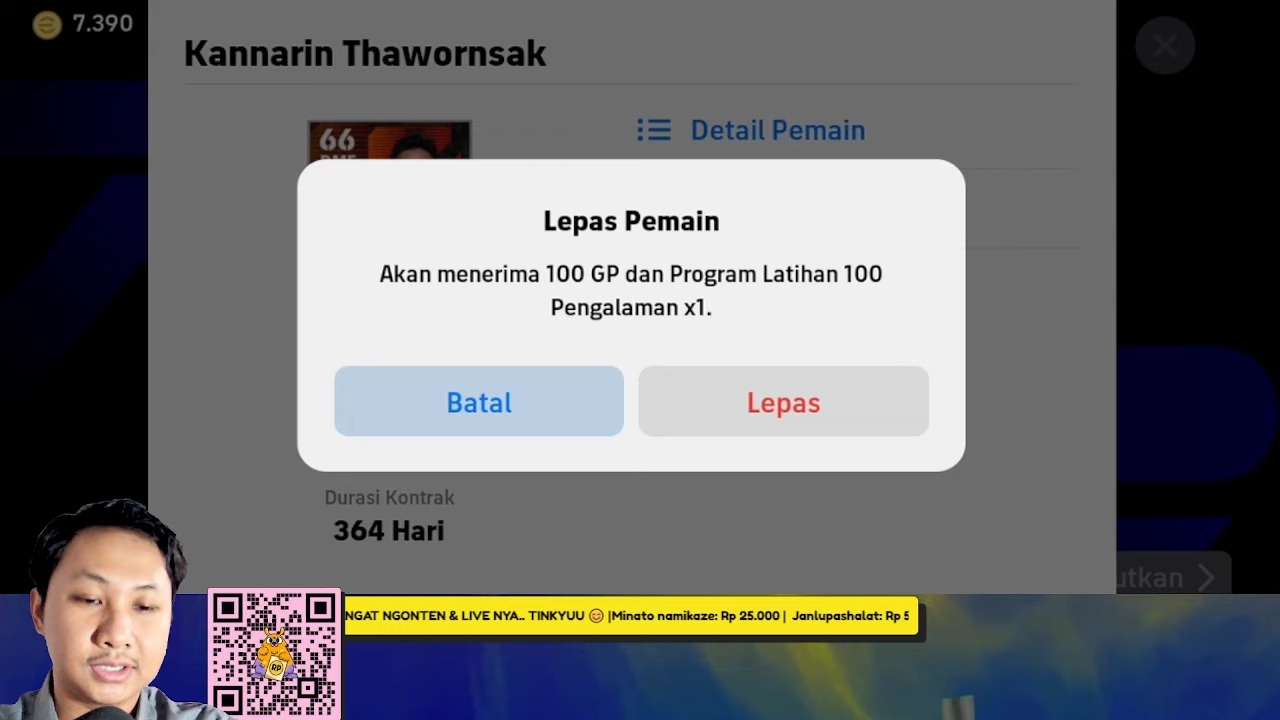 7.390
Kannarin Thawornsak
66
Detail Pemain
Lepas Pemain
Akan menerima 100 GP dan Program Latihan 100
Pengalaman x1.
Batal
Lepas
Durasi Kontrak
364 Hari
utkan
NGAT NGONTEN & LIVE NYA.. TINKYUU 😊 |Minato namikaze: Rp 25.000 | Janlupashalat: Rp 5
RP